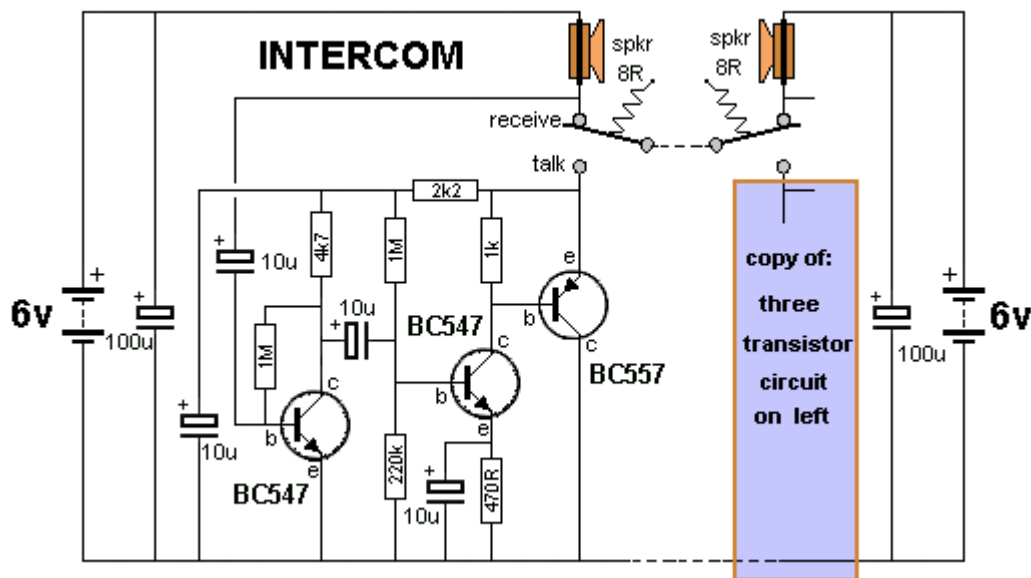 INTERCOM
spkr
8R
spkr
8R
receive
talk
2k2
4k7
1M
1k
+
10u
+
6v
+
100u
1M
+
10u
BC547
e
b
c
BC557
c
b
e
BC547
+
10u
b
c
e
BC547
220k
+
10u
470R
copy of:
three
transistor
circuit
on left
+
100u
+
6v